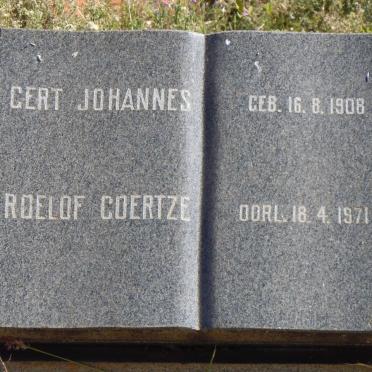 GERT JOHANNES
ROELOF COERTZE
GEB. 16. 8. 1908
OORL. 18. 4. 1971